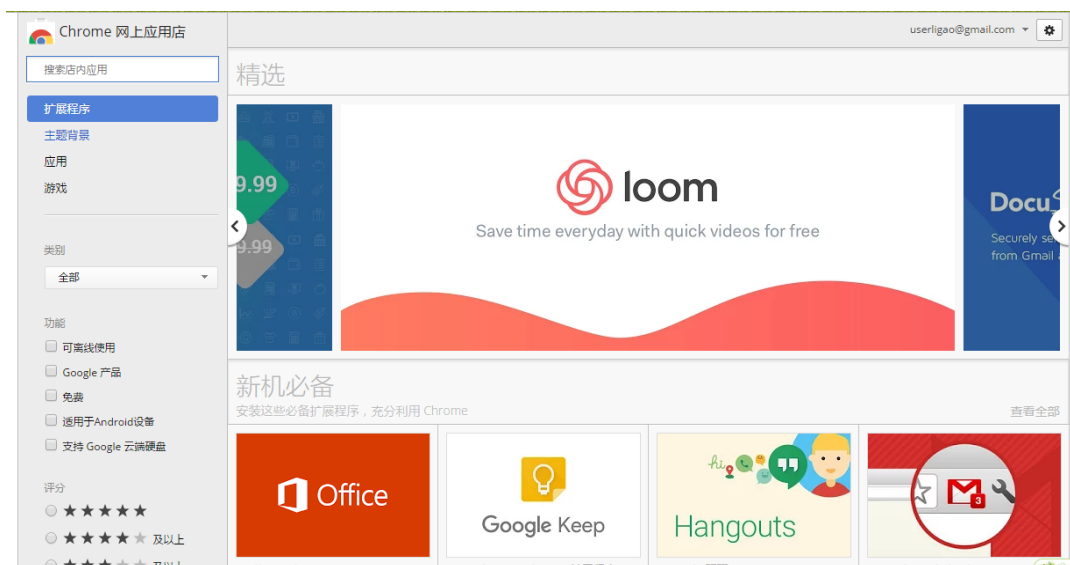 Chrome 网上应用店
userligao@gmail.com
搜索店内应用
扩展程序
主题背景
应用
游戏
类别
全部
功能
可离线使用
Google 产品
免费
适用于Android设备
支持 Google 云端硬盘
评分
及以上
精选
9.99
9.99
loom
Save time everyday with quick videos for free
Docu
Securely
from Gmail
新机必备
安装这些必备扩展程序，充分利用 Chrome
查看全部
Office
Google Keep
hi
Hangouts
3